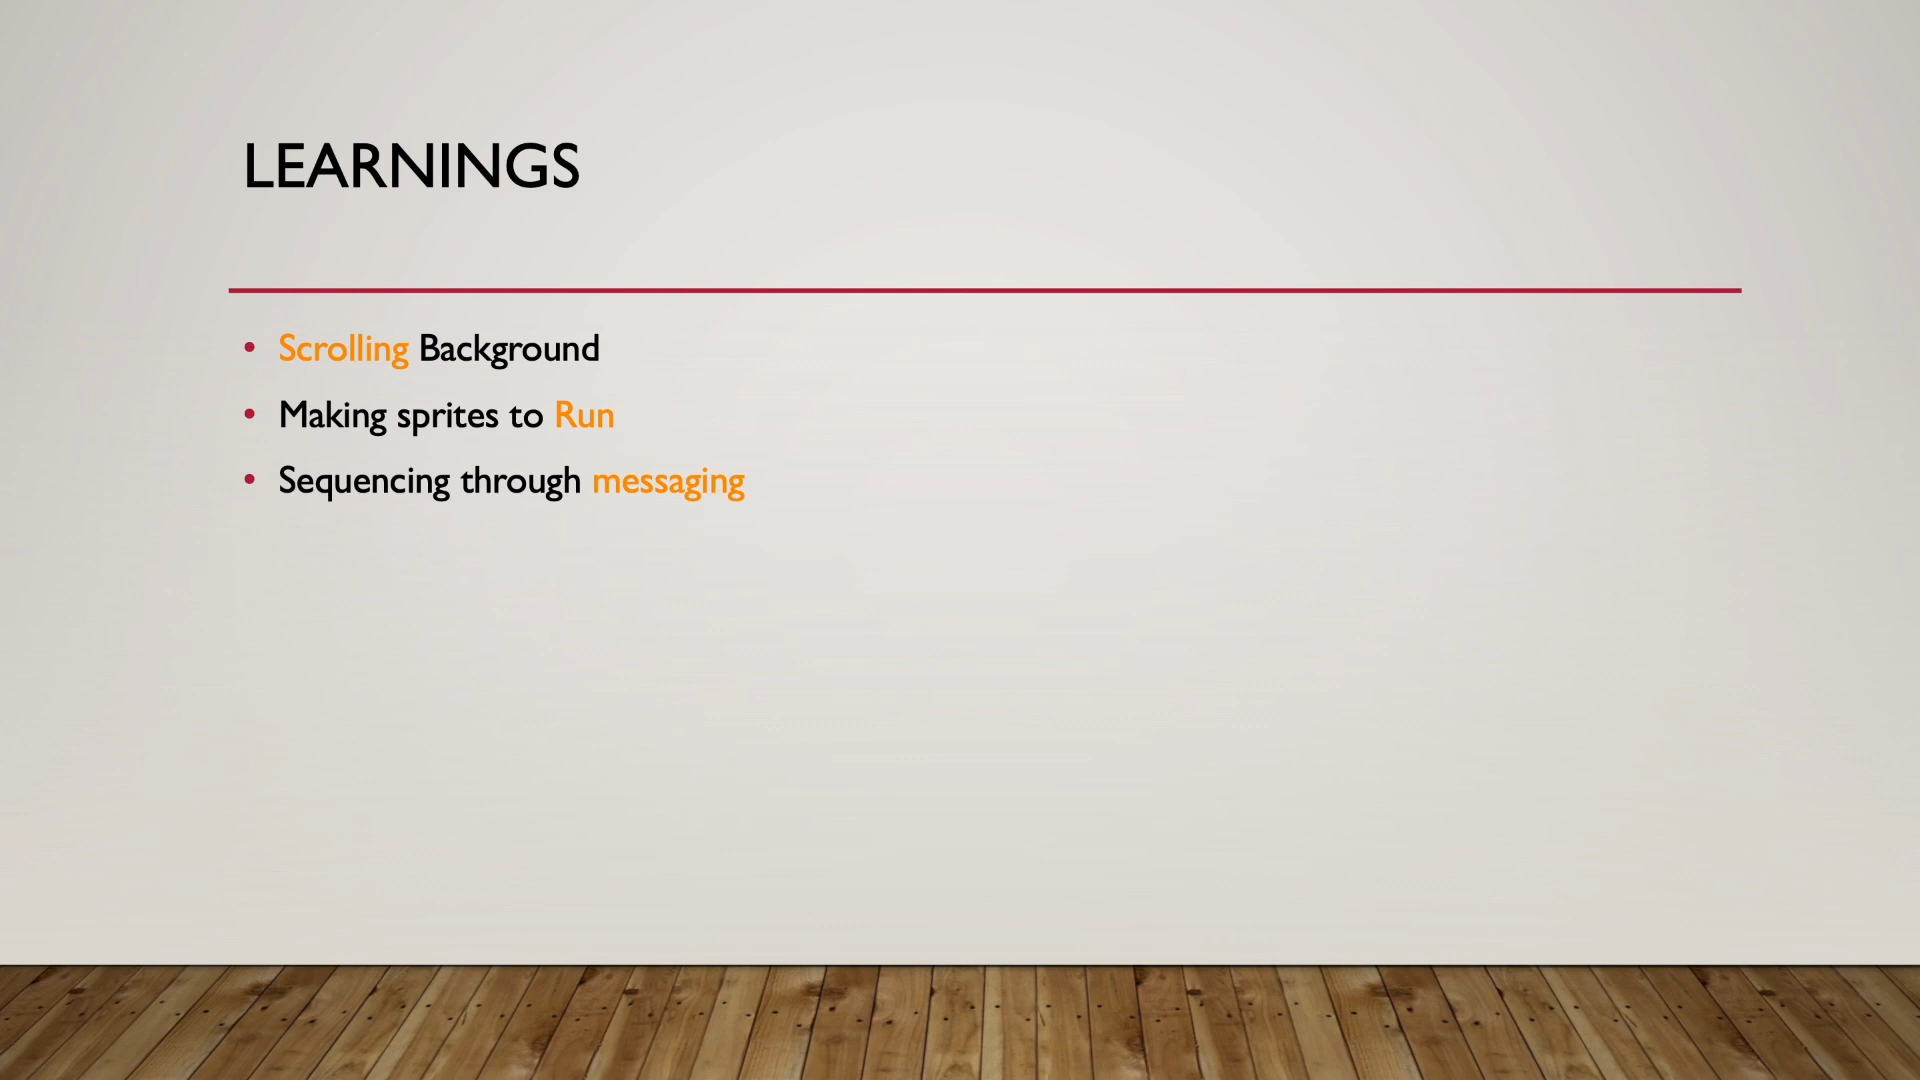 LEARNINGS
• Scrolling Background
• Making sprites to Run
• Sequencing through messaging